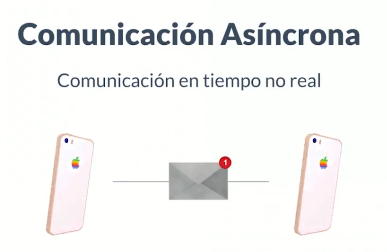 Comunicación Asíncrona
Comunicación en tiempo no real
1